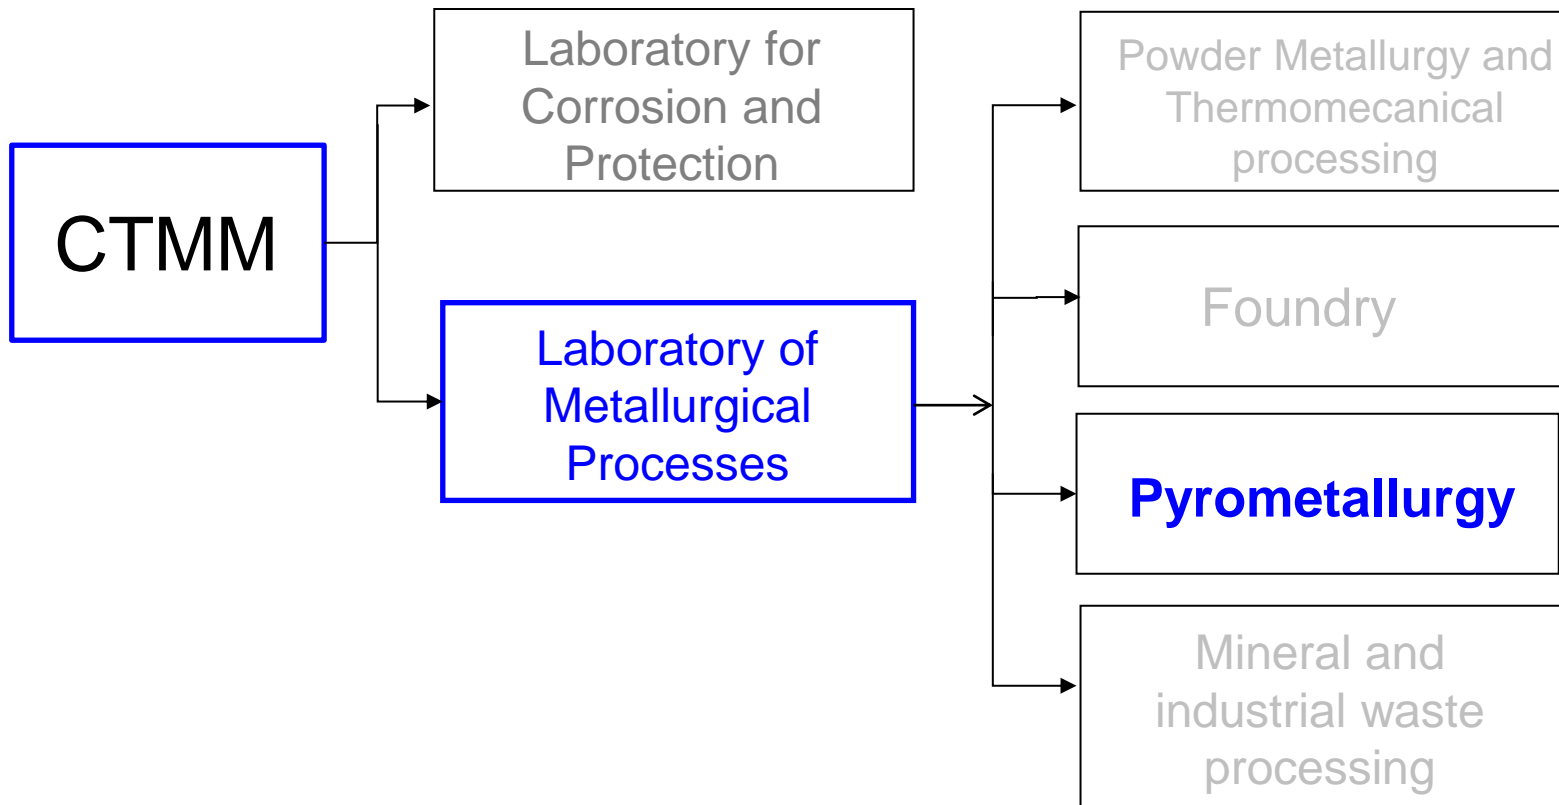 CTMM
Laboratory for
Corrosion and
Protection
Laboratory of
Metallurgical
Processes
Powder Metallurgy and
Thermomecanical
processing
Foundry
Pyrometallurgy
Mineral and
industrial waste
processing